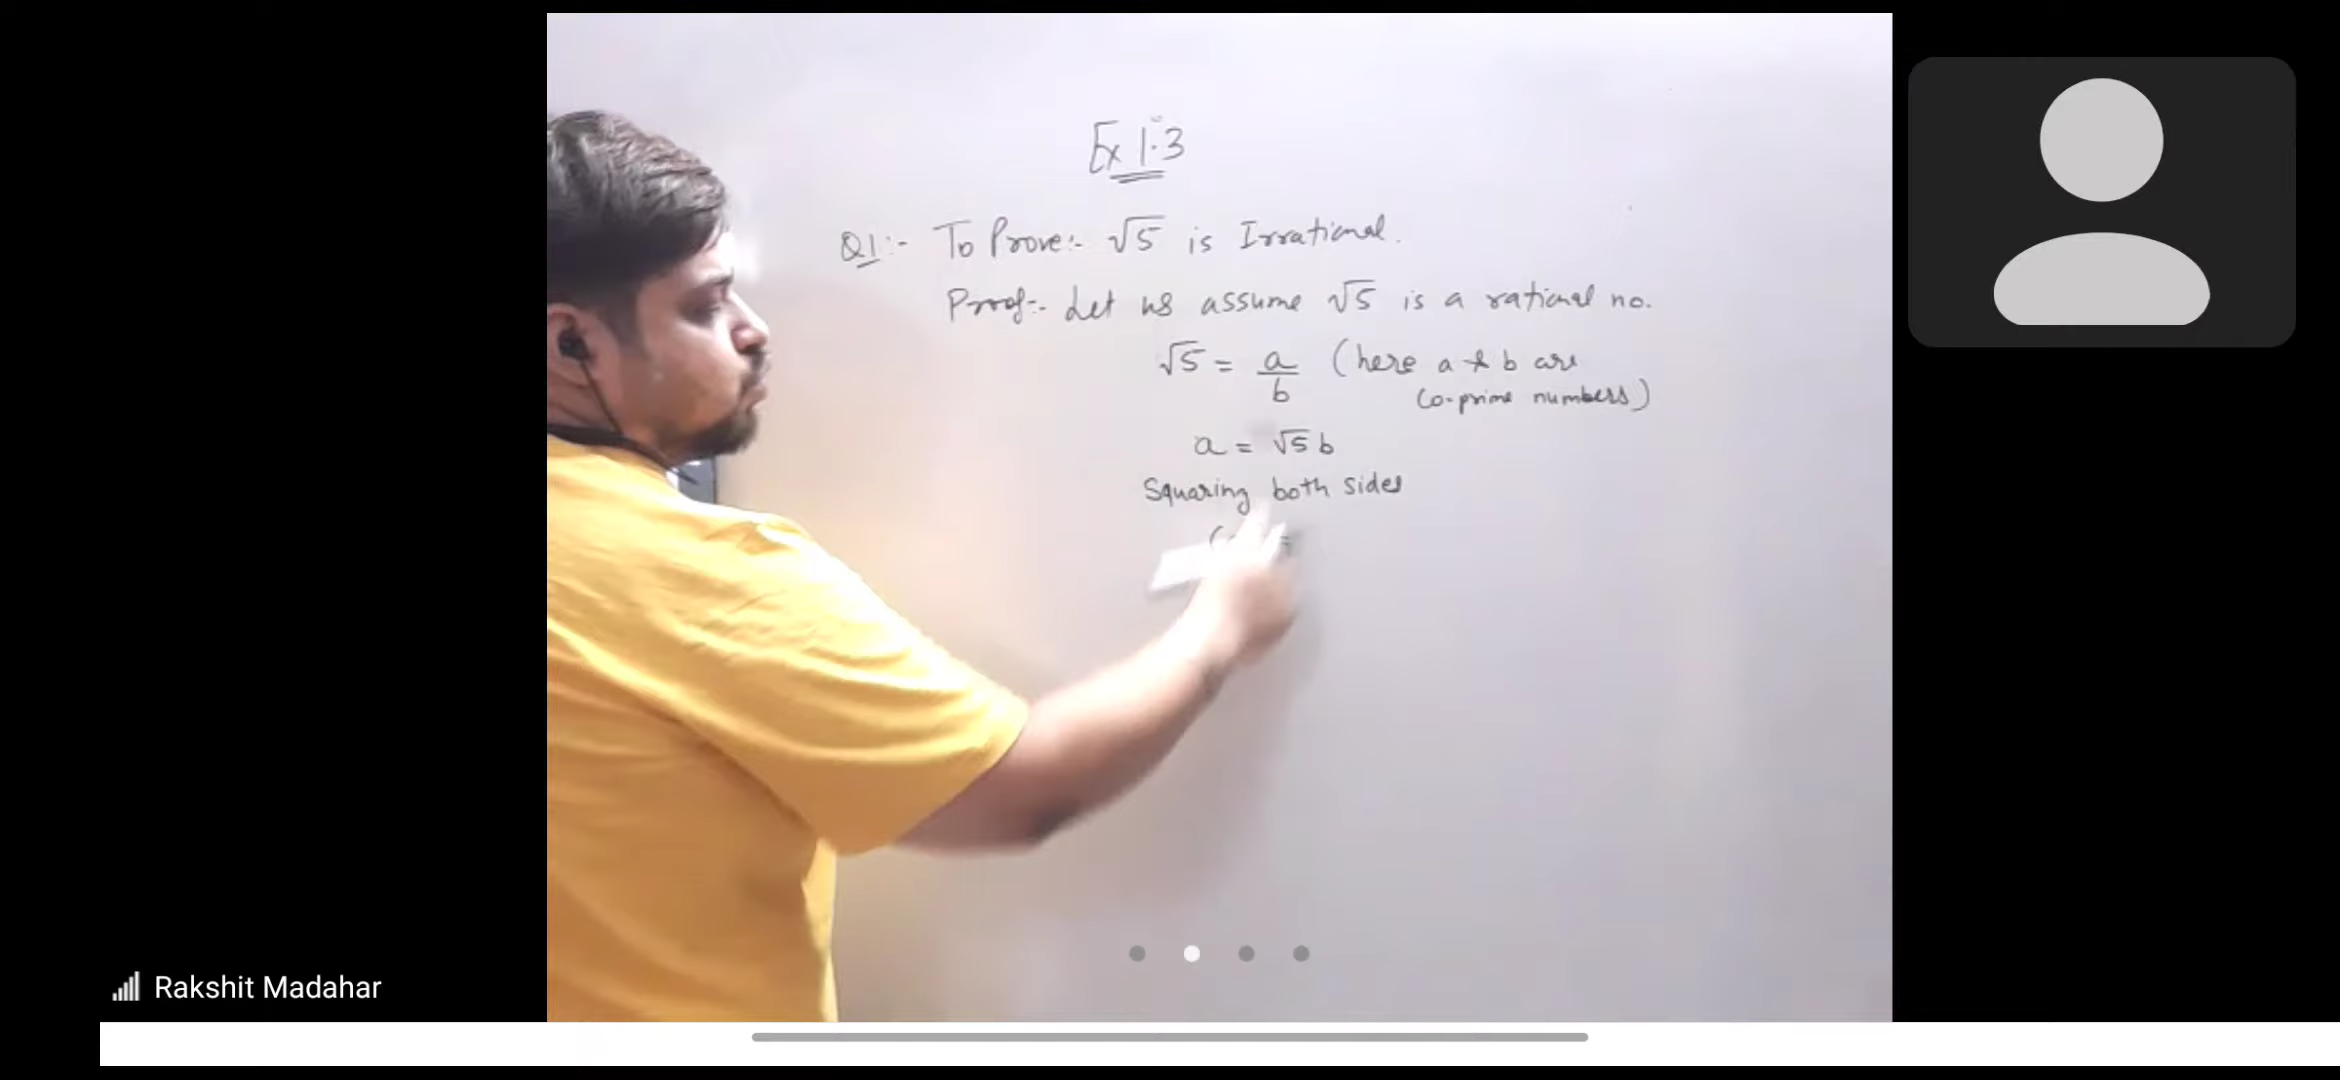 Ex 1.3
Q1:- To Prove:- √5 is Irrational.
Proof:- Let us assume √5 is a rational no.
√5 = a/b (here a & b are
co-prime numbers)
a = √5 b
Squaring both sides
Rakshit Madahar